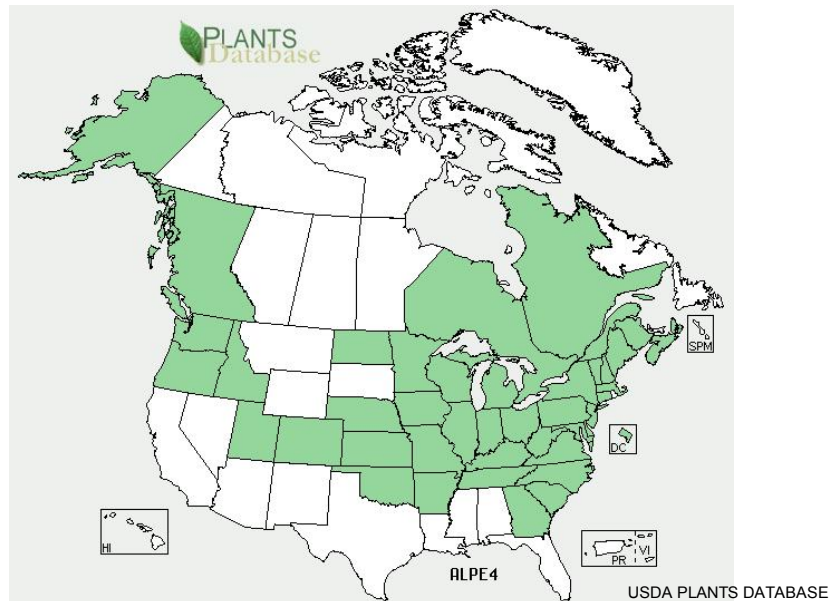 PLANTS
Database
SPM
DC
HI
PR
VI
ALPE4
USDA PLANTS DATABASE